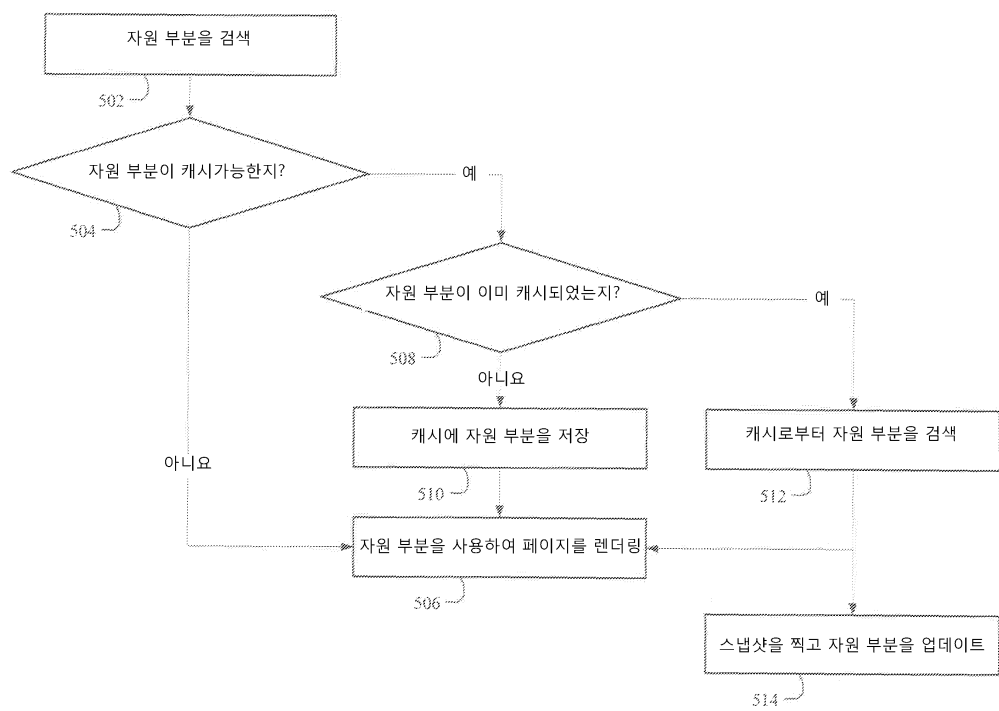 자원 부분을 검색
502
자원 부분이 캐시가능한지?
504
예
자원 부분이 이미 캐시되었는지?
508
예
아니요
캐시에 자원 부분을 저장
510
캐시로부터 자원 부분을 검색
512
아니요
자원 부분을 사용하여 페이지를 렌더링
506
스냅샷을 찍고 자원 부분을 업데이트
514